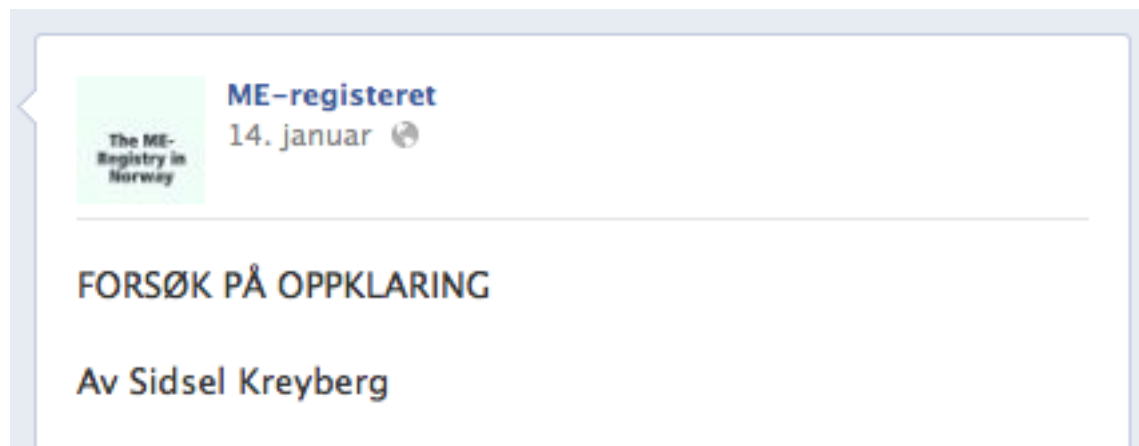 ME-registeret
14. januar
The ME-
Registry in
Norway
FORSØK PÅ OPPKLARING
Av Sidsel Kreyberg